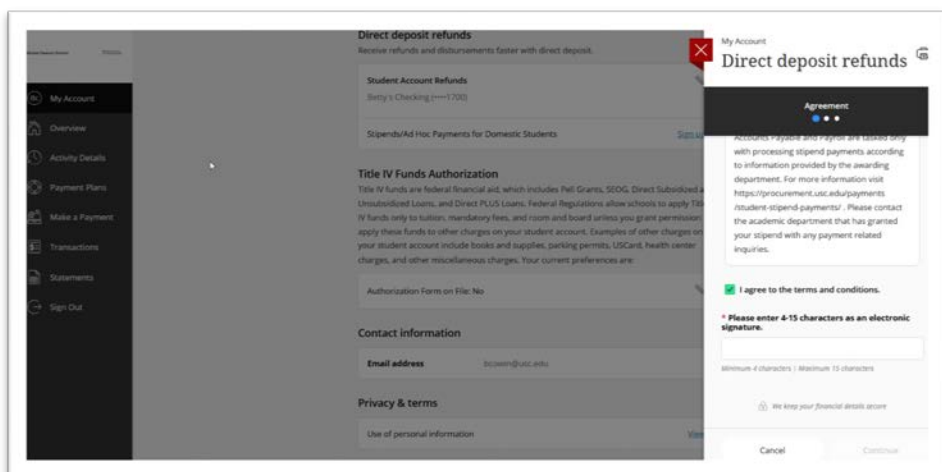 My Account
Overview
Activity Details
Payment Plans
Make a Payment
Transactions
Statements
Sign Out
Direct deposit refunds
Receive refunds and disbursements faster with direct deposit.
Student Account Refunds
Betty's Checking (••••1700)
Stipends/Ad Hoc Payments for Domestic Students
Sign up
Title IV Funds Authorization
Title IV funds are federal financial aid, which includes Pell Grants, SEOG, Direct Subsidized a
Unsubsidized Loans, and Direct PLUS Loans. Federal Regulations allow schools to apply Titl
IV funds only to tuition, mandatory fees, and room and board unless you grant permission
apply these funds to other charges on your student account. Examples of other charges on
your student account include books and supplies, parking permits, USCard, health center
charges, and other miscellaneous charges. Your current preferences are:
Authorization Form on File: No
Contact information
Email address
bcowin@usc.edu
Privacy & terms
Use of personal information
View
My Account
Direct deposit refunds
Agreement
Accounts Payable and Payroll are tasked only
with processing stipend payments according
to information provided by the awarding
department. For more information visit
https://procurement.usc.edu/payments
/student-stipend-payments/ . Please contact
the academic department that has granted
your stipend with any payment related
inquiries.
I agree to the terms and conditions.
* Please enter 4-15 characters as an electronic
signature.
Minimum 4 characters | Maximum 15 characters
We keep your financial details secure
Cancel
Continue